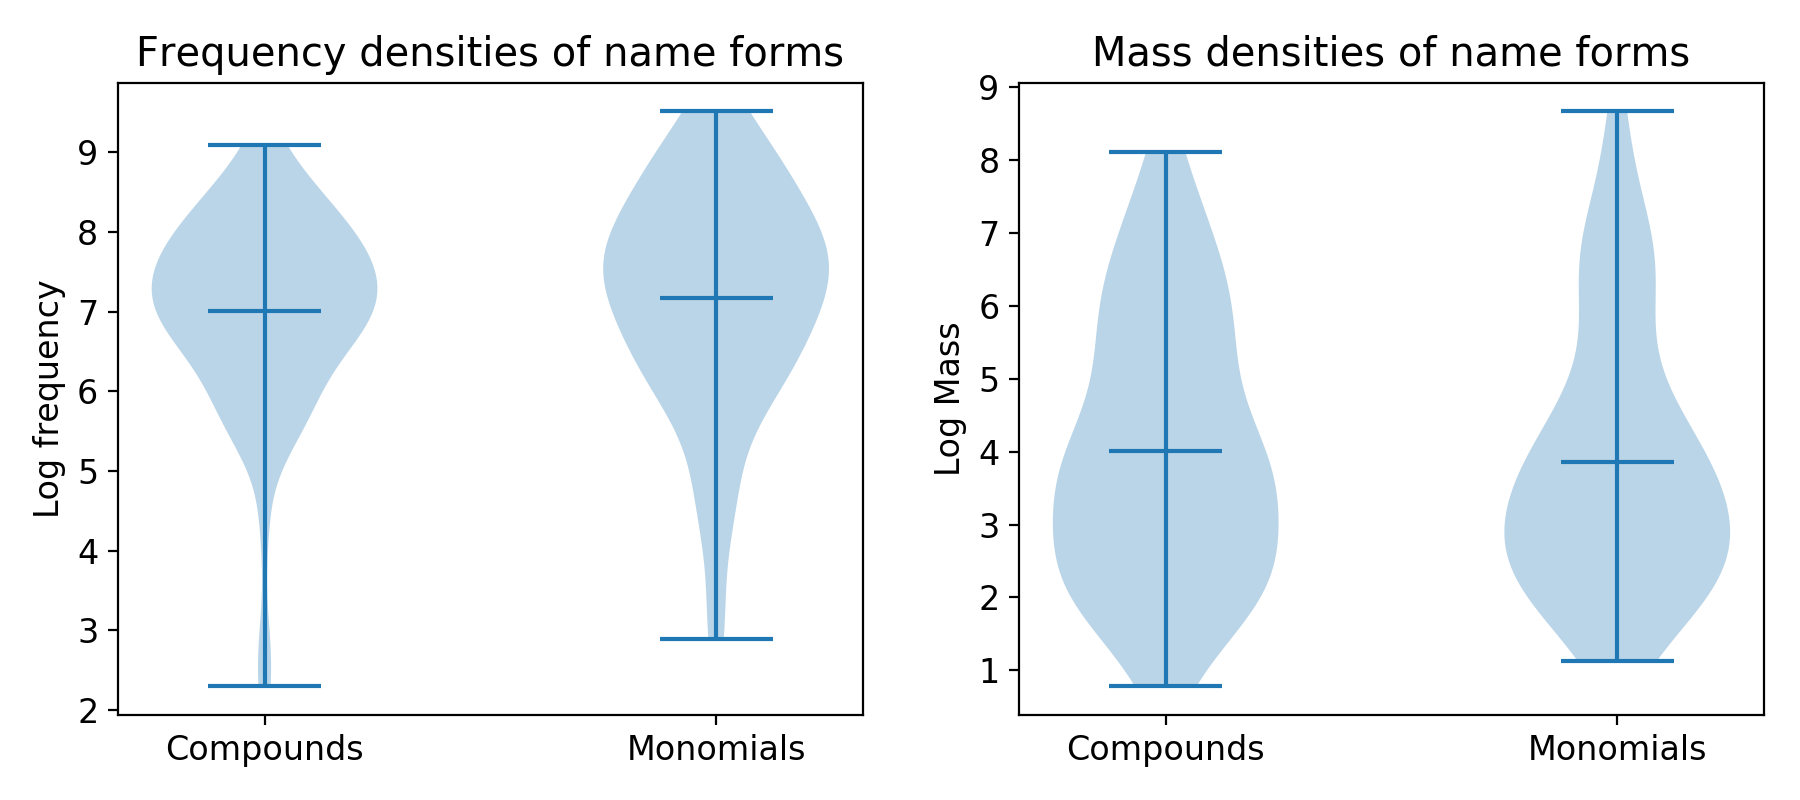 Frequency densities of name forms
Log frequency
9
8
7
6
5
4
3
2
Compounds
Monomials
Mass densities of name forms
Log Mass
9
8
7
6
5
4
3
2
1
Compounds
Monomials